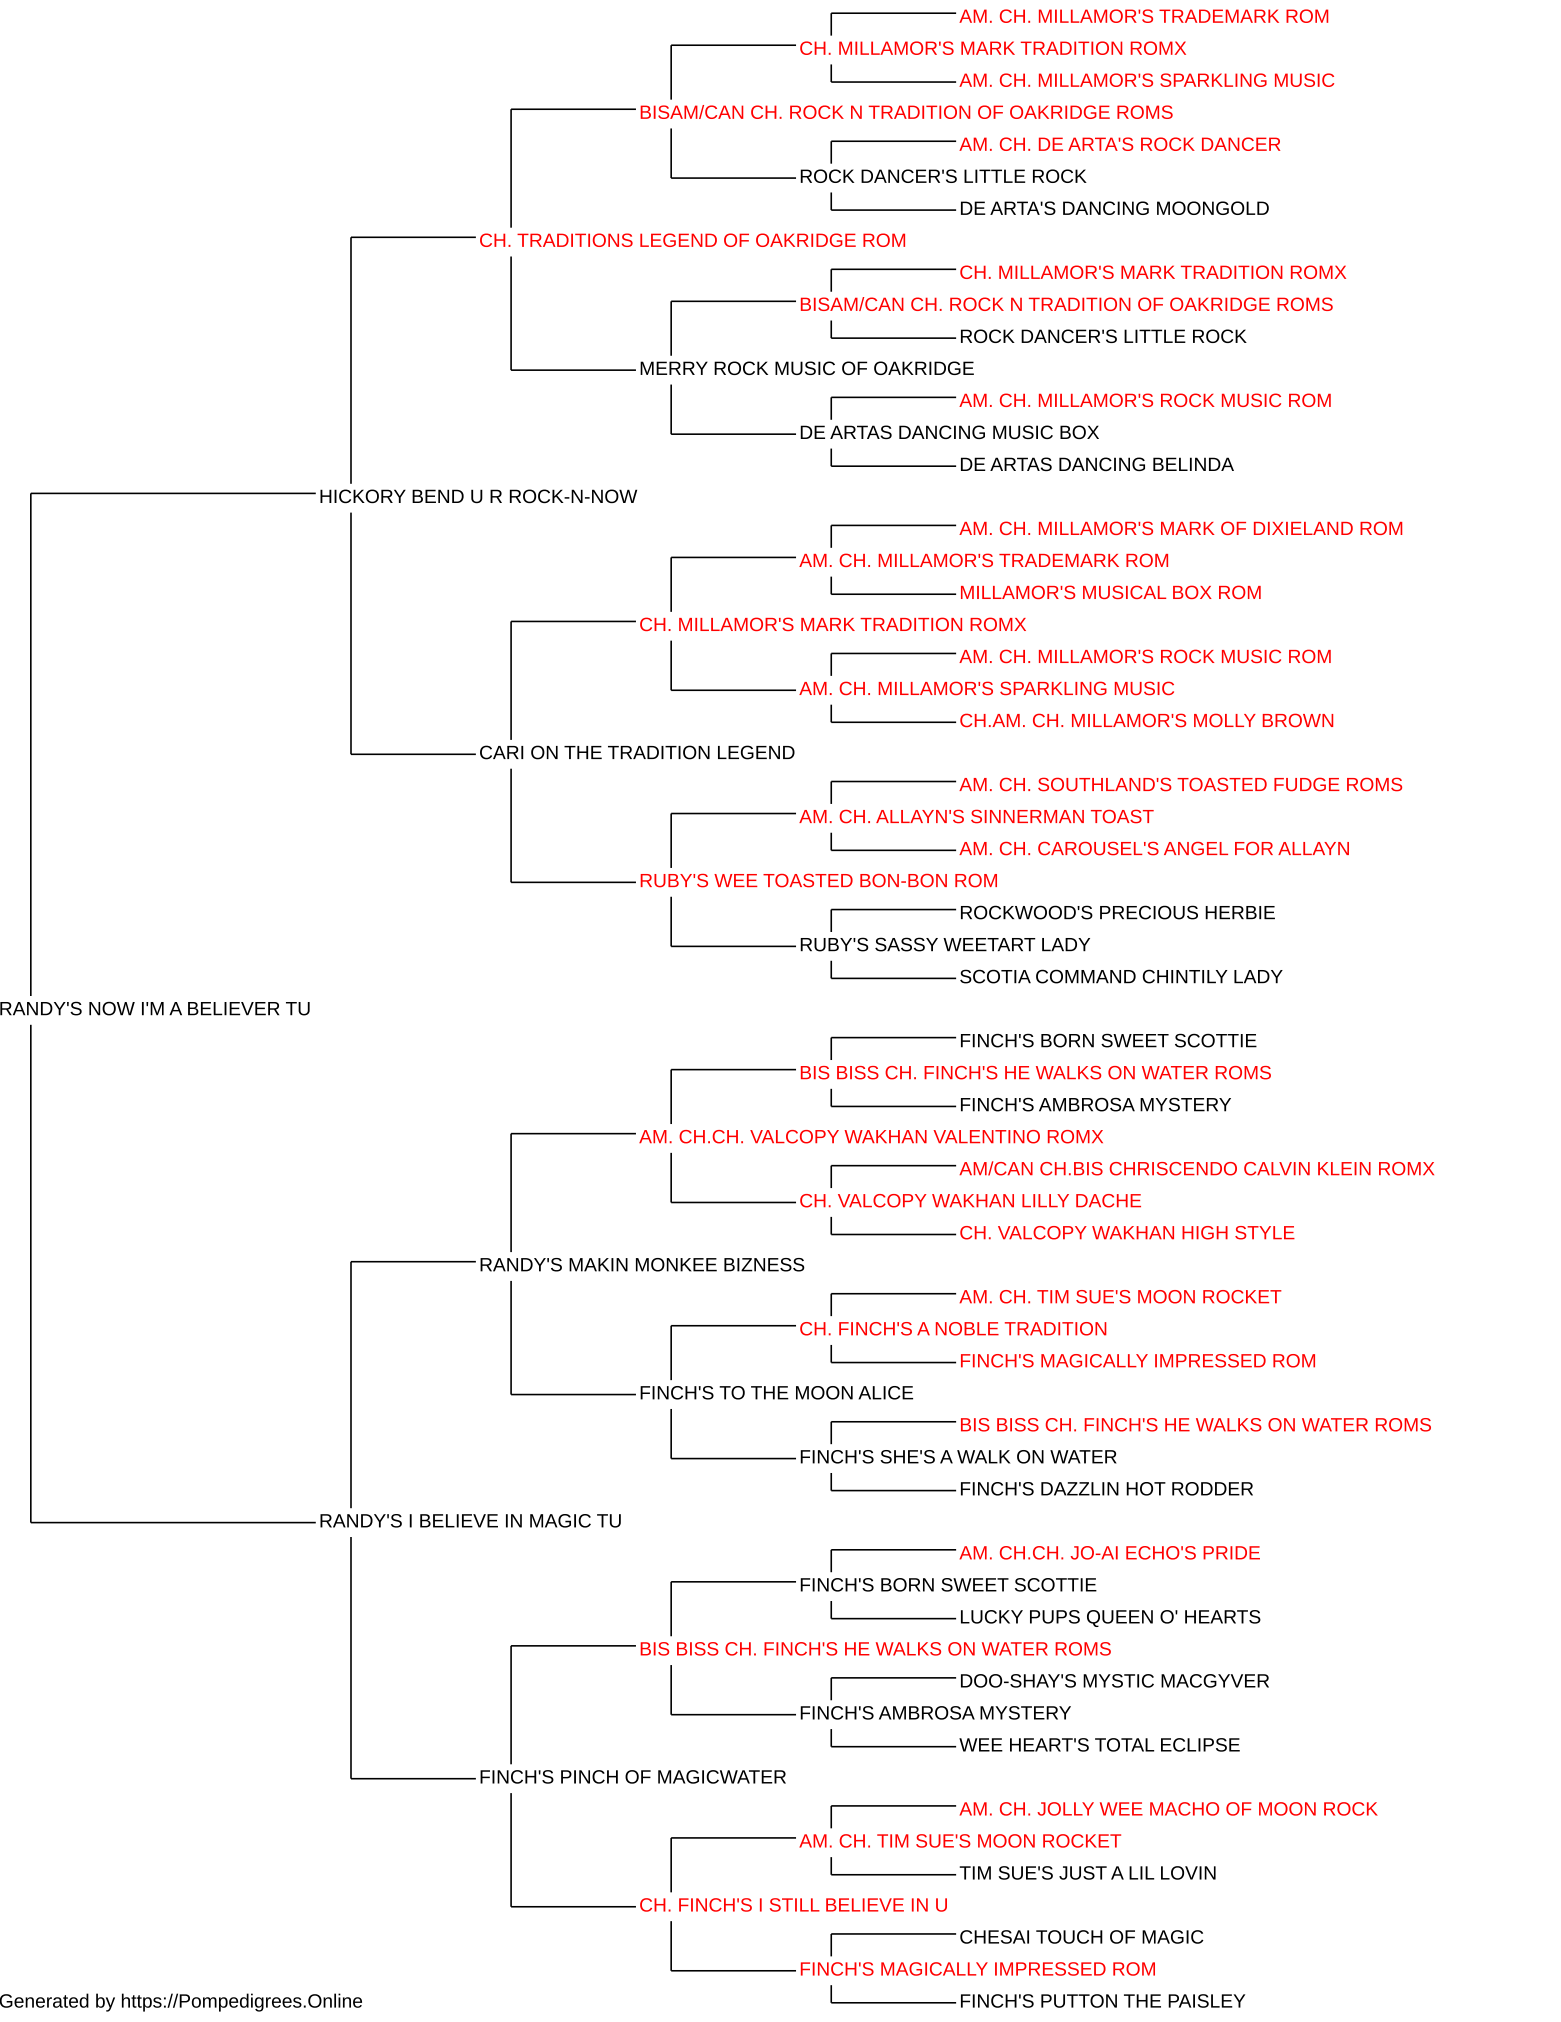 AM. CH. MILLAMOR'S TRADEMARK ROM
CH. MILLAMOR'S MARK TRADITION ROMX
AM. CH. MILLAMOR'S SPARKLING MUSIC
BISAM/CAN CH. ROCK N TRADITION OF OAKRIDGE ROMS
AM. CH. DE ARTA'S ROCK DANCER
ROCK DANCER'S LITTLE ROCK
DE ARTA'S DANCING MOONGOLD
CH. TRADITIONS LEGEND OF OAKRIDGE ROM
CH. MILLAMOR'S MARK TRADITION ROMX
BISAM/CAN CH. ROCK N TRADITION OF OAKRIDGE ROMS
ROCK DANCER'S LITTLE ROCK
MERRY ROCK MUSIC OF OAKRIDGE
AM. CH. MILLAMOR'S ROCK MUSIC ROM
DE ARTAS DANCING MUSIC BOX
DE ARTAS DANCING BELINDA
HICKORY BEND U R ROCK-N-NOW
AM. CH. MILLAMOR'S MARK OF DIXIELAND ROM
AM. CH. MILLAMOR'S TRADEMARK ROM
MILLAMOR'S MUSICAL BOX ROM
CH. MILLAMOR'S MARK TRADITION ROMX
AM. CH. MILLAMOR'S ROCK MUSIC ROM
AM. CH. MILLAMOR'S SPARKLING MUSIC
CH.AM. CH. MILLAMOR'S MOLLY BROWN
CARI ON THE TRADITION LEGEND
AM. CH. SOUTHLAND'S TOASTED FUDGE ROMS
AM. CH. ALLAYN'S SINNERMAN TOAST
AM. CH. CAROUSEL'S ANGEL FOR ALLAYN
RUBY'S WEE TOASTED BON-BON ROM
ROCKWOOD'S PRECIOUS HERBIE
RUBY'S SASSY WEETART LADY
SCOTIA COMMAND CHINTILY LADY
RANDY'S NOW I'M A BELIEVER TU
FINCH'S BORN SWEET SCOTTIE
BIS BISS CH. FINCH'S HE WALKS ON WATER ROMS
FINCH'S AMBROSA MYSTERY
AM. CH.CH. VALCOPY WAKHAN VALENTINO ROMX
AM/CAN CH.BIS CHRISCENDO CALVIN KLEIN ROMX
CH. VALCOPY WAKHAN LILLY DACHE
CH. VALCOPY WAKHAN HIGH STYLE
RANDY'S MAKIN MONKEE BIZNESS
AM. CH. TIM SUE'S MOON ROCKET
CH. FINCH'S A NOBLE TRADITION
FINCH'S MAGICALLY IMPRESSED ROM
FINCH'S TO THE MOON ALICE
BIS BISS CH. FINCH'S HE WALKS ON WATER ROMS
FINCH'S SHE'S A WALK ON WATER
FINCH'S DAZZLIN HOT RODDER
RANDY'S I BELIEVE IN MAGIC TU
AM. CH.CH. JO-AI ECHO'S PRIDE
FINCH'S BORN SWEET SCOTTIE
LUCKY PUPS QUEEN O' HEARTS
BIS BISS CH. FINCH'S HE WALKS ON WATER ROMS
DOO-SHAY'S MYSTIC MACGYVER
FINCH'S AMBROSA MYSTERY
WEE HEART'S TOTAL ECLIPSE
FINCH'S PINCH OF MAGICWATER
AM. CH. JOLLY WEE MACHO OF MOON ROCK
AM. CH. TIM SUE'S MOON ROCKET
TIM SUE'S JUST A LIL LOVIN
CH. FINCH'S I STILL BELIEVE IN U
CHESAI TOUCH OF MAGIC
FINCH'S MAGICALLY IMPRESSED ROM
FINCH'S PUTTON THE PAISLEY
Generated by https://Pompedigrees.Online